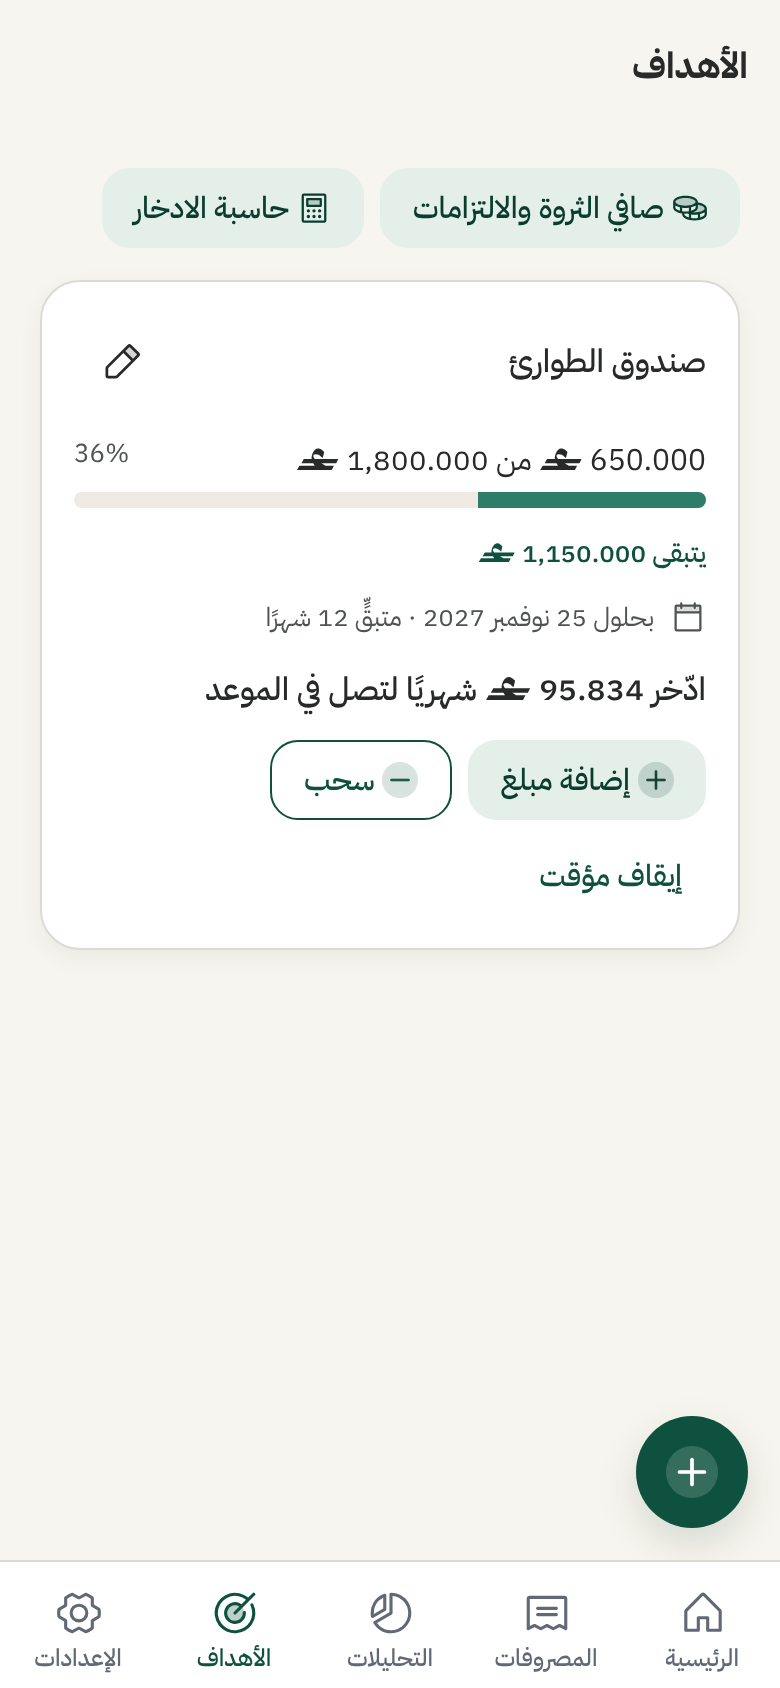 الأهداف
صافي الثروة والالتزامات
حاسبة الادخار
صندوق الطوارئ
650.000 من 1,800.000
36%
يتبقى 1,150.000
بحلول 25 نوفمبر 2027 · متبقٍّ 12 شهرًا
ادّخر 95.834 شهريًا لتصل في الموعد
إضافة مبلغ
سحب
إيقاف مؤقت
الرئيسية
المصروفات
التحليلات
الأهداف
الإعدادات